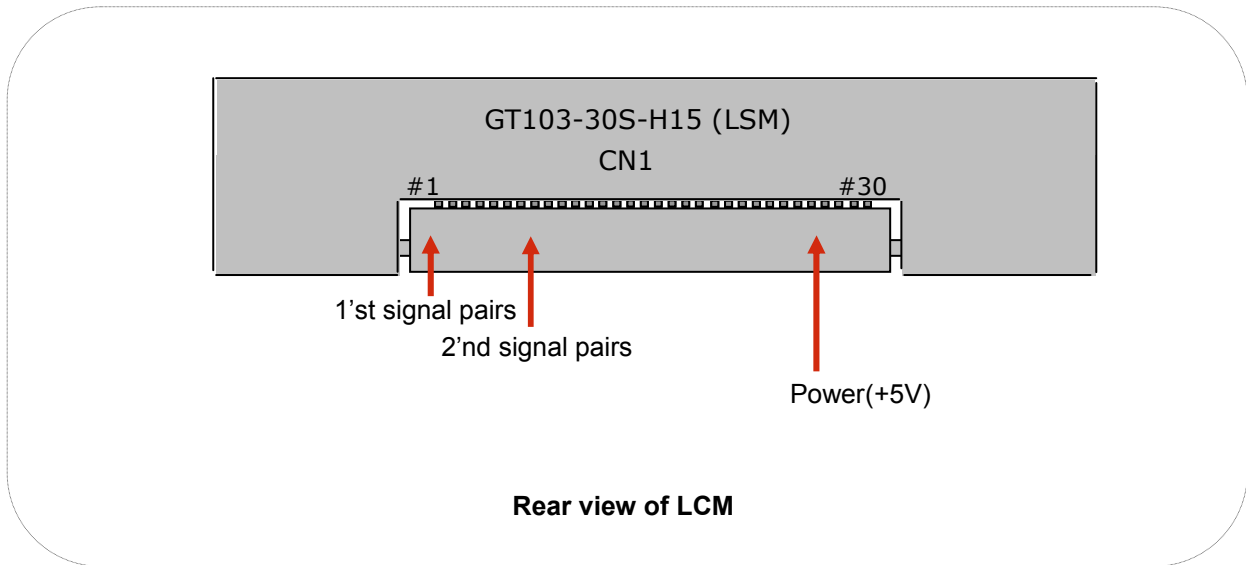 GT103-30S-H15 (LSM)
CN1
#1
#30
1’st signal pairs
2’nd signal pairs
Power(+5V)
Rear view of LCM